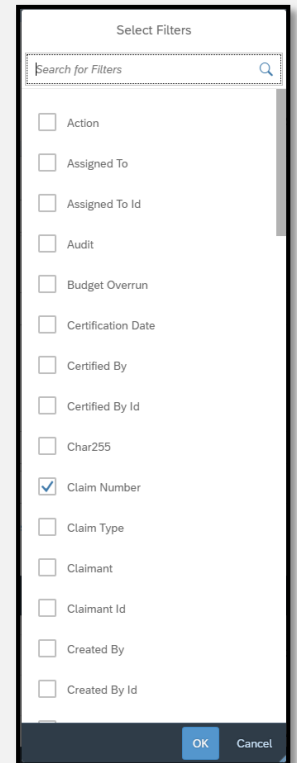 Select Filters
Search for Filters
Action
Assigned To
Assigned To Id
Audit
Budget Overrun
Certification Date
Certified By
Certified By Id
Char255
Claim Number
Claim Type
Claimant
Claimant Id
Created By
Created By Id
OK Cancel